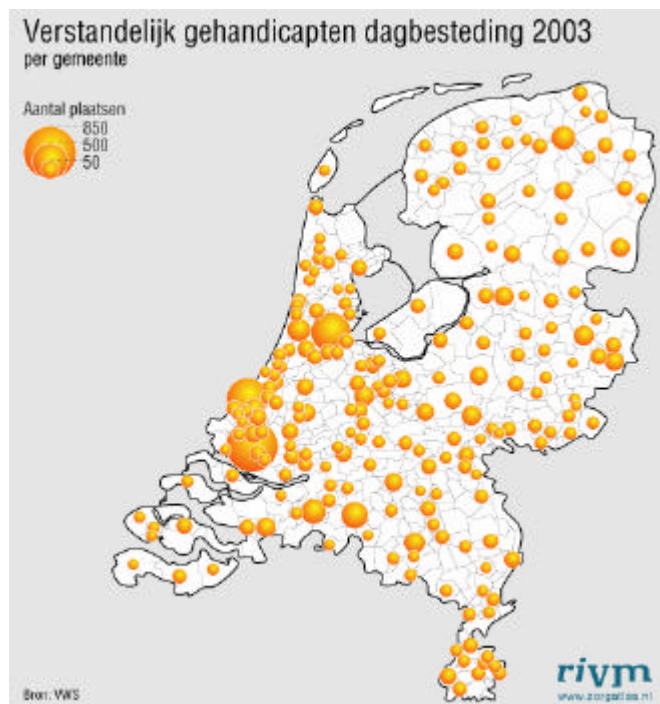 Verstandelijk gehandicapten dagbesteding 2003
per gemeente
Aantal plaatsen
850
500
50
Bron: VWS
rivm
www.zorgatlas.nl